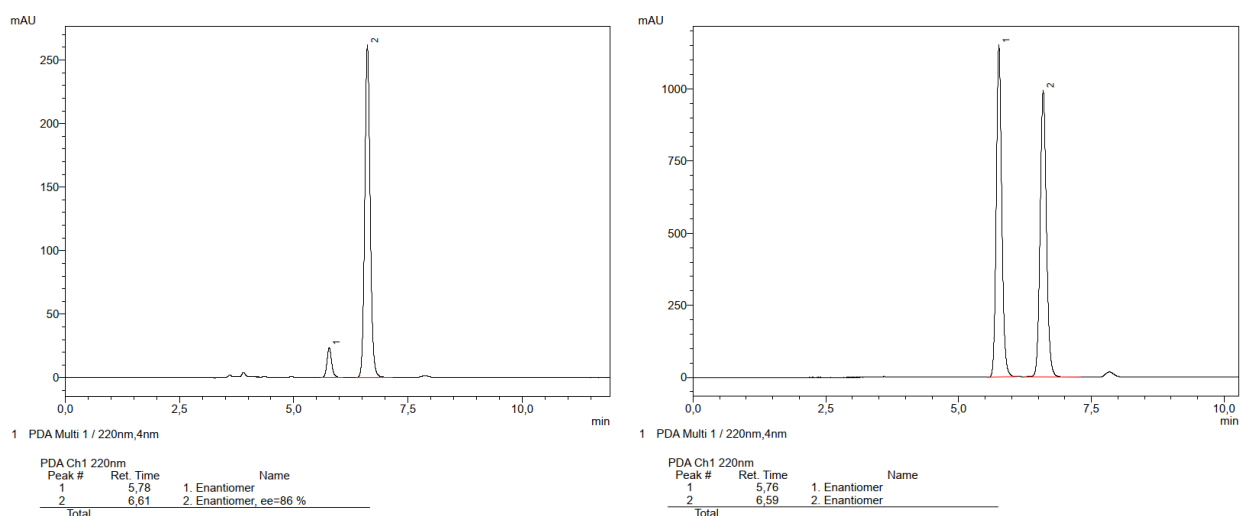 mAU
2
250
200
150
100
50
1
0
0,0 2,5 5,0 7,5 10,0
min
1 PDA Multi 1 / 220nm,4nm
PDA Ch1 220nm
Peak # Ret. Time Name
1 5,78 1. Enantiomer
2 6,61 2. Enantiomer, ee=86 %
Total
mAU
1
2
1000
750
500
250
0
0,0 2,5 5,0 7,5 10,0
min
1 PDA Multi 1 / 220nm,4nm
PDA Ch1 220nm
Peak # Ret. Time Name
1 5,76 1. Enantiomer
2 6,59 2. Enantiomer
Total